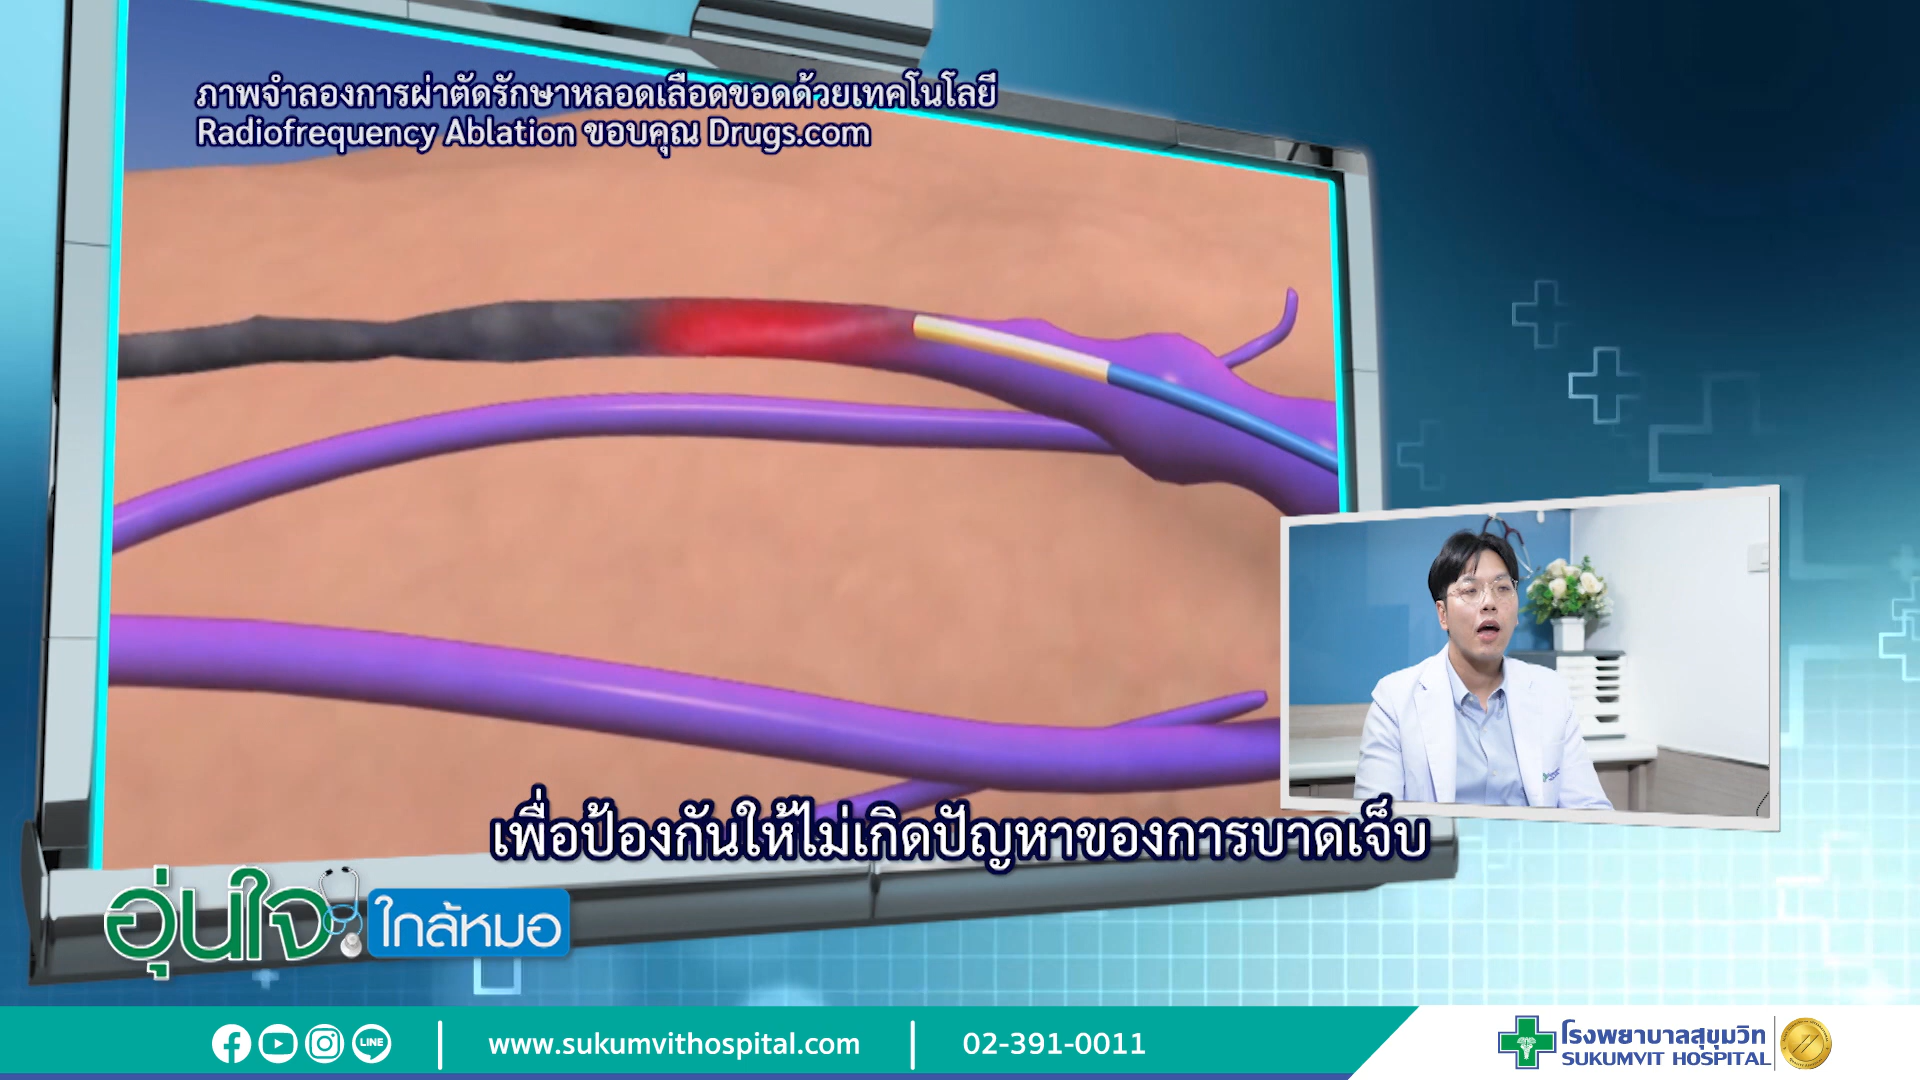 ภาพจำลองการผ่าตัดรักษาหลอดเลือดขอดด้วยเทคโนโลยี
Radiofrequency Ablation ขอบคุณ Drugs.com
เพื่อป้องกันให้ไม่เกิดปัญหาของการบาดเจ็บ
อุ่นใจ
ใกล้หมอ
LINE
www.sukumvithospital.com
02-391-0011
โรงพยาบาลสุขุมวิท
SUKUMVIT HOSPITAL